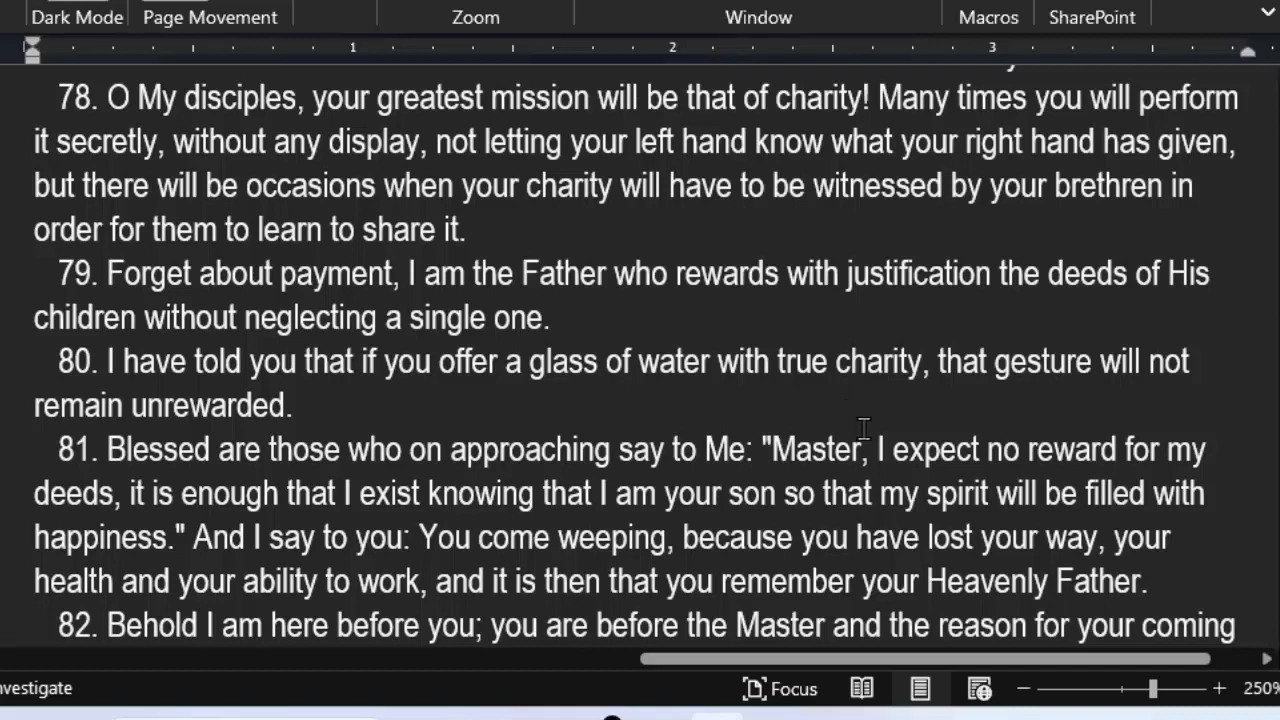 Dark Mode Page Movement Zoom Window Macros SharePoint
1 2 3
78. O My disciples, your greatest mission will be that of charity! Many times you will perform
it secretly, without any display, not letting your left hand know what your right hand has given,
but there will be occasions when your charity will have to be witnessed by your brethren in
order for them to learn to share it.
79. Forget about payment, I am the Father who rewards with justification the deeds of His
children without neglecting a single one.
80. I have told you that if you offer a glass of water with true charity, that gesture will not
remain unrewarded.
81. Blessed are those who on approaching say to Me: "Master, I expect no reward for my
deeds, it is enough that I exist knowing that I am your son so that my spirit will be filled with
happiness." And I say to you: You come weeping, because you have lost your way, your
health and your ability to work, and it is then that you remember your Heavenly Father.
82. Behold I am here before you; you are before the Master and the reason for your coming
nvestigate Focus 250%